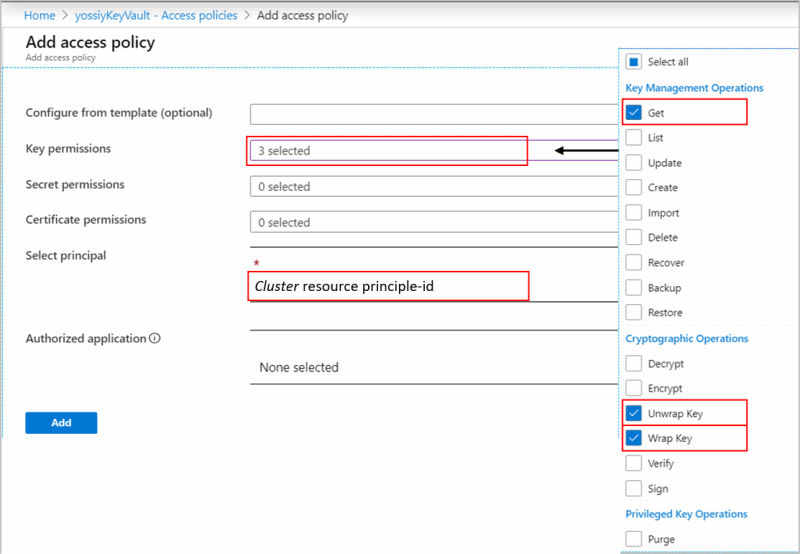 Home > yossiyKeyVault - Access policies > Add access policy
Add access policy
Add access policy
Configure from template (optional)
Key permissions
3 selected
Secret permissions
0 selected
Certificate permissions
0 selected
Select principal
*
Cluster resource principle-id
Authorized application
None selected
Add
Select all
Key Management Operations
Get
List
Update
Create
Import
Delete
Recover
Backup
Restore
Cryptographic Operations
Decrypt
Encrypt
Unwrap Key
Wrap Key
Verify
Sign
Privileged Key Operations
Purge